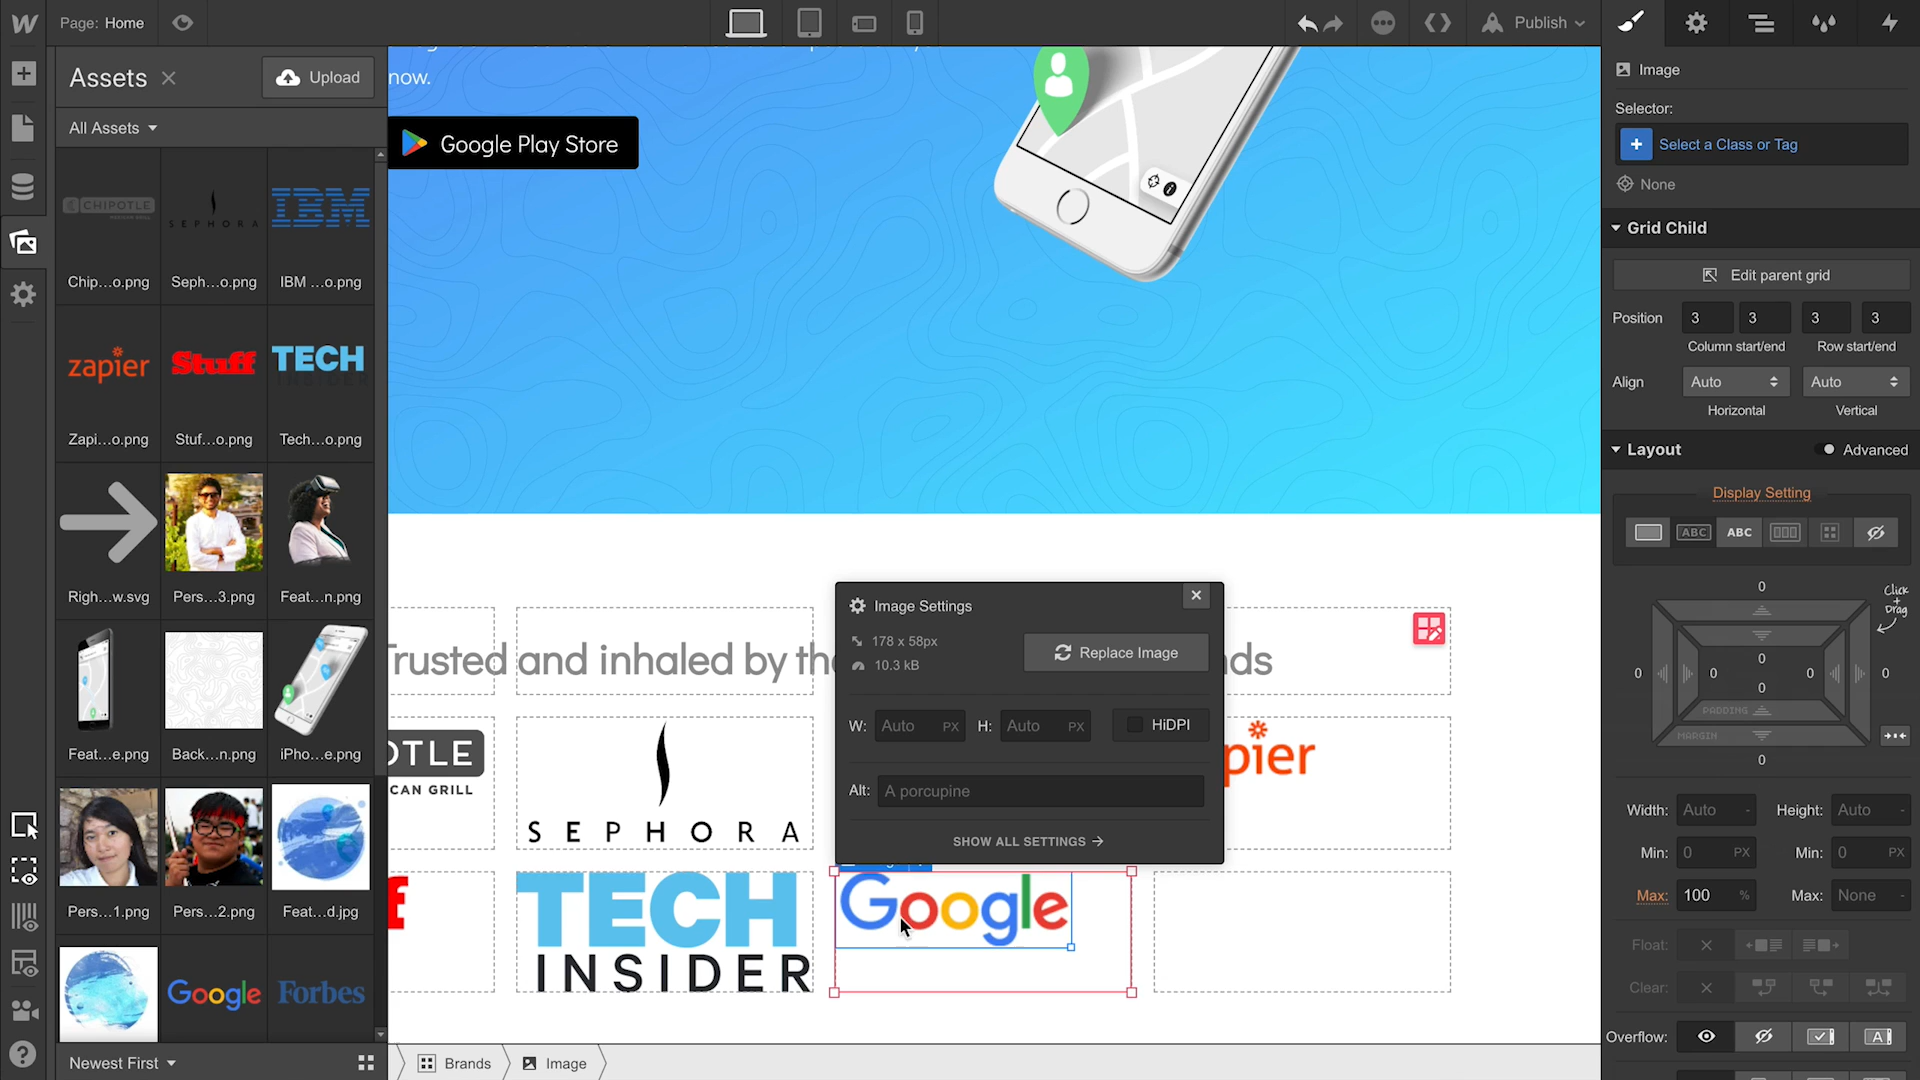 Page: Home
Publish
Assets
Upload
All Assets
CHIPOTLE
SEPHORA
IBM
Chip...o.png
Seph...o.png
IBM ...o.png
zapier
Stuff
TECH
INSIDER
Zapi...o.png
Stuf...o.png
Tech...o.png
Righ...w.svg
Pers...3.png
Feat...n.png
Feat...e.png
Back...n.png
iPho...e.png
Pers...1.png
Pers...2.png
Feat...d.jpg
Google
Forbes
Newest First
now.
Google Play Store
Trusted and inhaled by the
nds
OTLE
CAN GRILL
SEPHORA
pier
f
TECH
INSIDER
Google
Image Settings
178 x 58px
10.3 kB
Replace Image
W: Auto PX H: Auto PX HiDPI
Alt: A porcupine
SHOW ALL SETTINGS
Brands
Image
Image
Selector:
Select a Class or Tag
None
Grid Child
Edit parent grid
Position 3 3 3 3
Column start/end Row start/end
Align Auto Auto
Horizontal Vertical
Layout Advanced
Display Setting
ABC ABC
0
Click
+
Drag
0
0 0 0 0
0
PADDING
MARGIN
0
Width: Auto - Height: Auto -
Min: 0 PX Min: 0 PX
Max: 100 % Max: None -
Float:
Clear:
Overflow: A